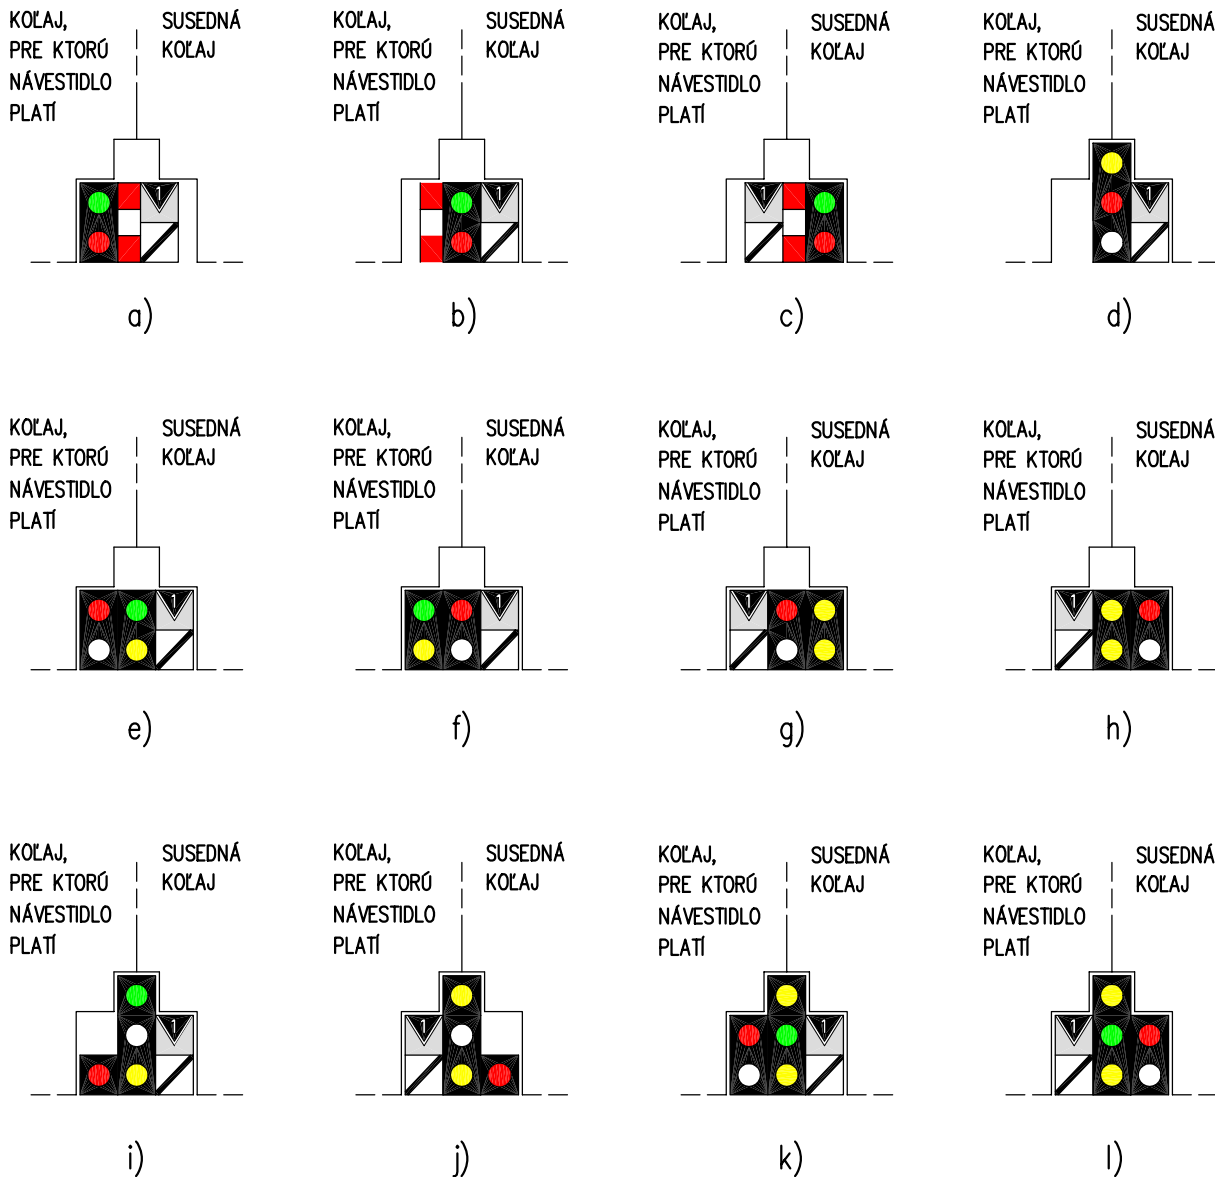 KOĽAJ,
PRE KTORÚ
NÁVESTIDLO
PLATÍ
SUSEDNÁ
KOĽAJ
1
a)
KOĽAJ,
PRE KTORÚ
NÁVESTIDLO
PLATÍ
SUSEDNÁ
KOĽAJ
1
b)
KOĽAJ,
PRE KTORÚ
NÁVESTIDLO
PLATÍ
SUSEDNÁ
KOĽAJ
1
c)
KOĽAJ,
PRE KTORÚ
NÁVESTIDLO
PLATÍ
SUSEDNÁ
KOĽAJ
1
d)
KOĽAJ,
PRE KTORÚ
NÁVESTIDLO
PLATÍ
SUSEDNÁ
KOĽAJ
1
e)
KOĽAJ,
PRE KTORÚ
NÁVESTIDLO
PLATÍ
SUSEDNÁ
KOĽAJ
1
f)
KOĽAJ,
PRE KTORÚ
NÁVESTIDLO
PLATÍ
SUSEDNÁ
KOĽAJ
1
g)
KOĽAJ,
PRE KTORÚ
NÁVESTIDLO
PLATÍ
SUSEDNÁ
KOĽAJ
1
h)
KOĽAJ,
PRE KTORÚ
NÁVESTIDLO
PLATÍ
SUSEDNÁ
KOĽAJ
1
i)
KOĽAJ,
PRE KTORÚ
NÁVESTIDLO
PLATÍ
SUSEDNÁ
KOĽAJ
1
j)
KOĽAJ,
PRE KTORÚ
NÁVESTIDLO
PLATÍ
SUSEDNÁ
KOĽAJ
1
k)
KOĽAJ,
PRE KTORÚ
NÁVESTIDLO
PLATÍ
SUSEDNÁ
KOĽAJ
1
l)